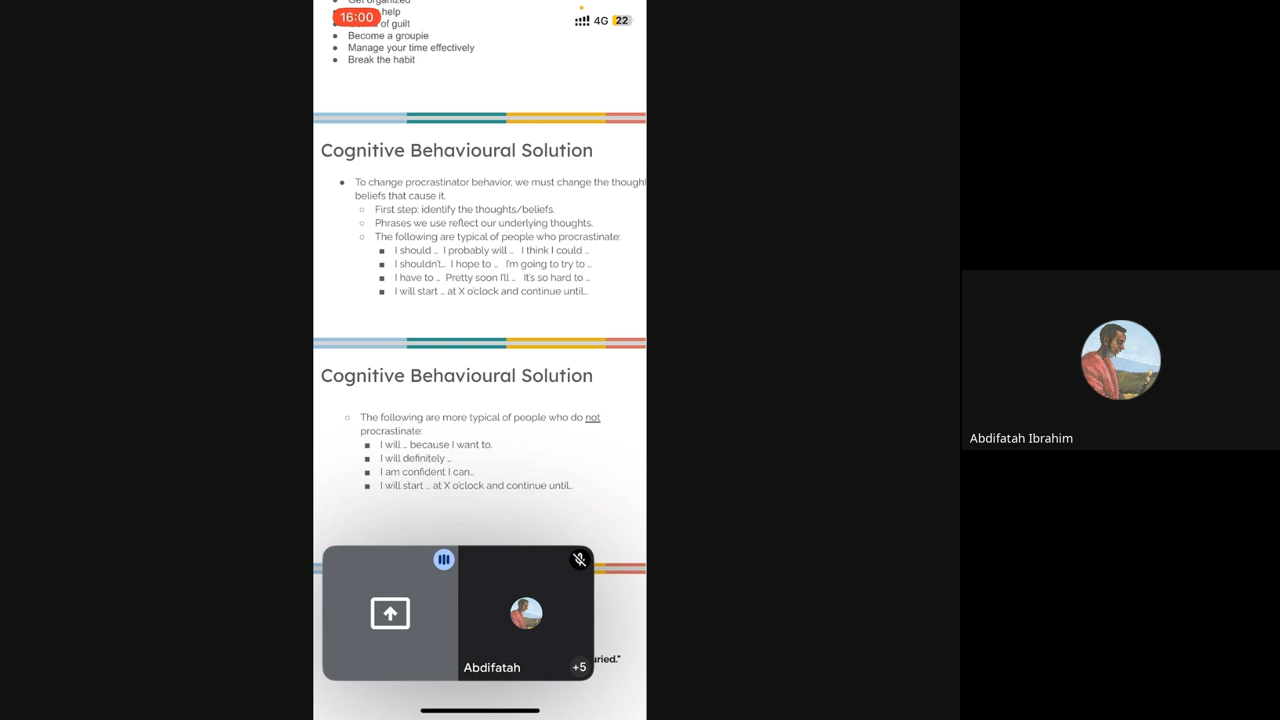 16:00
4G 22
help
of guilt
● Become a groupie
● Manage your time effectively
● Break the habit
Cognitive Behavioural Solution
● To change procrastinator behavior, we must change the
beliefs that cause it.
○ First step: identify the thoughts/beliefs.
○ Phrases we use reflect our underlying thoughts.
○ The following are typical of people who procrastinate:
■ I should … I probably will … I think I could …
■ I shouldn't… I hope to … I'm going to try to …
■ I have to … Pretty soon I'll … It's so hard to …
■ I will start … at X o'clock and continue until…
Cognitive Behavioural Solution
○ The following are more typical of people who do not
procrastinate:
■ I will … because I want to.
■ I will definitely …
■ I am confident I can…
■ I will start … at X o'clock and continue until…
Abdifatah
+5
Abdifatah Ibrahim